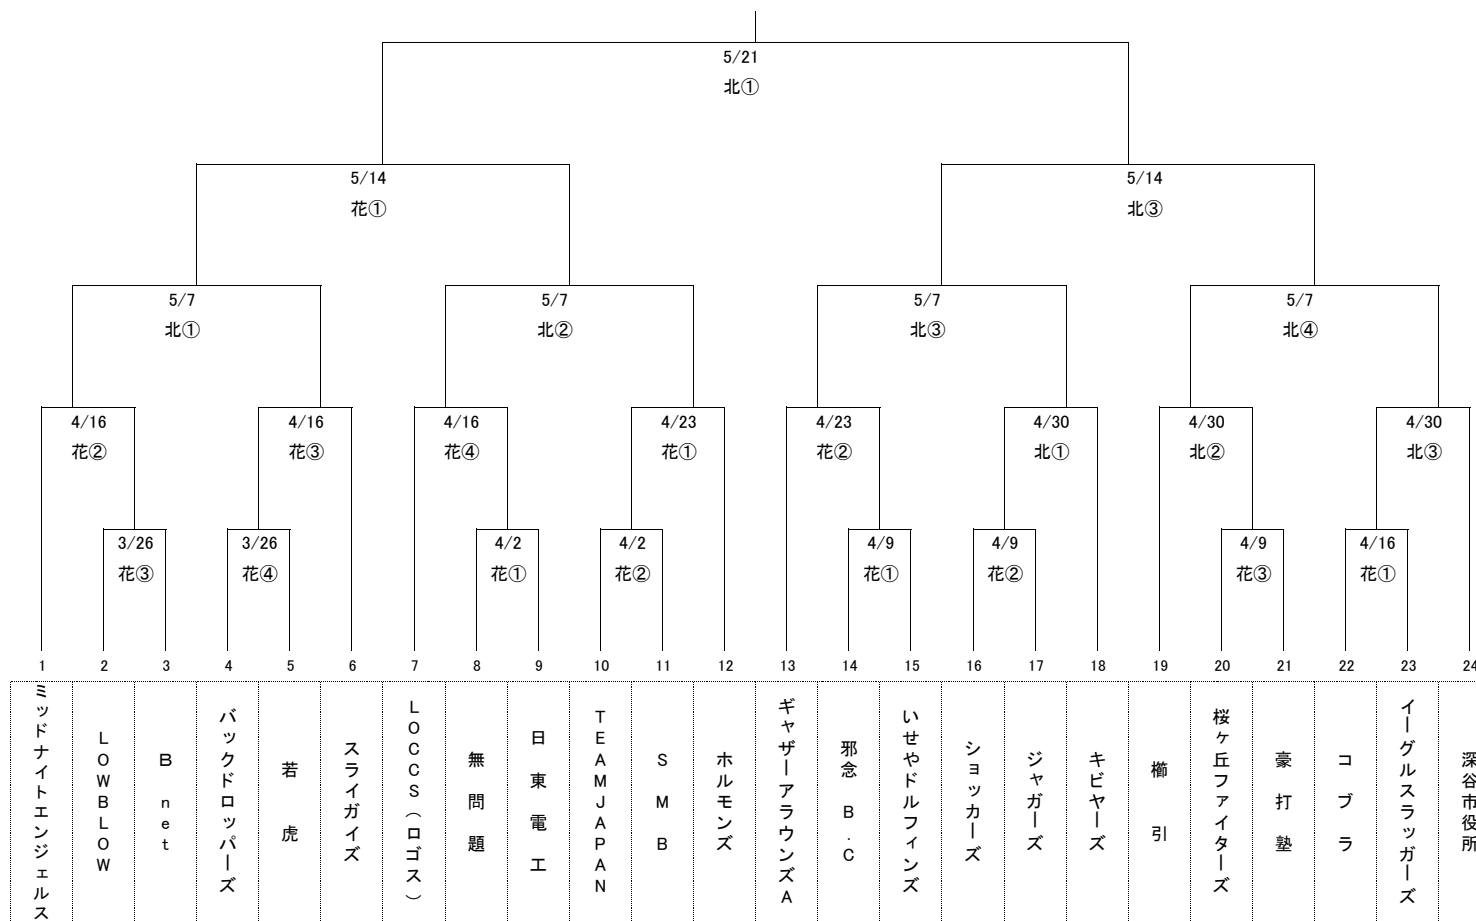 5/21
北①
5/14
5/14
花①
北③
5/7
5/7
5/7
5/7
北①
北②
北③
北④
4/16
4/16
4/16
4/23
4/23
4/30
4/30
4/30
花②
花③
花④
花①
花②
北①
北②
北③
3/26
3/26
4/2
4/2
4/9
4/9
4/9
4/16
花③
花④
花①
花②
花①
花②
花③
花①
1 2 3 4 5 6 7 8 9 10 11 12 13 14 15 16 17 18 19 20 21 22 23 24
ミッドナイトエンジェルス
LOWBLOW
B net
バックドロッパーズ
若虎
スライガイズ
LOCCS(ロゴス)
無問題
日東電工
TEAMJAPAN
SMB
ホルモンズ
ギャザーアラウンズA
邪念 B.C
いせやドルフィンズ
ショッカーズ
ジャガーズ
キビヤーズ
櫛引
桜ヶ丘ファイターズ
豪打塾
コブラ
イーグルスラッガーズ
深谷市役所